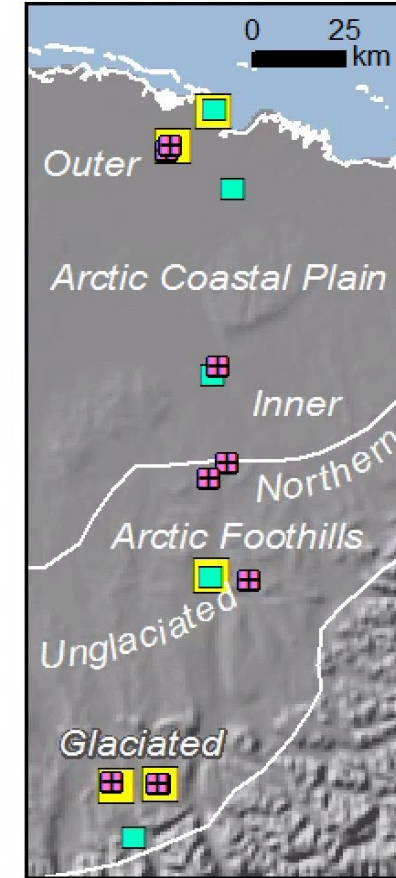 0 25
km
Outer
Arctic Coastal Plain
Inner
Northern
Arctic Foothills
Unglaciated
Glaciated